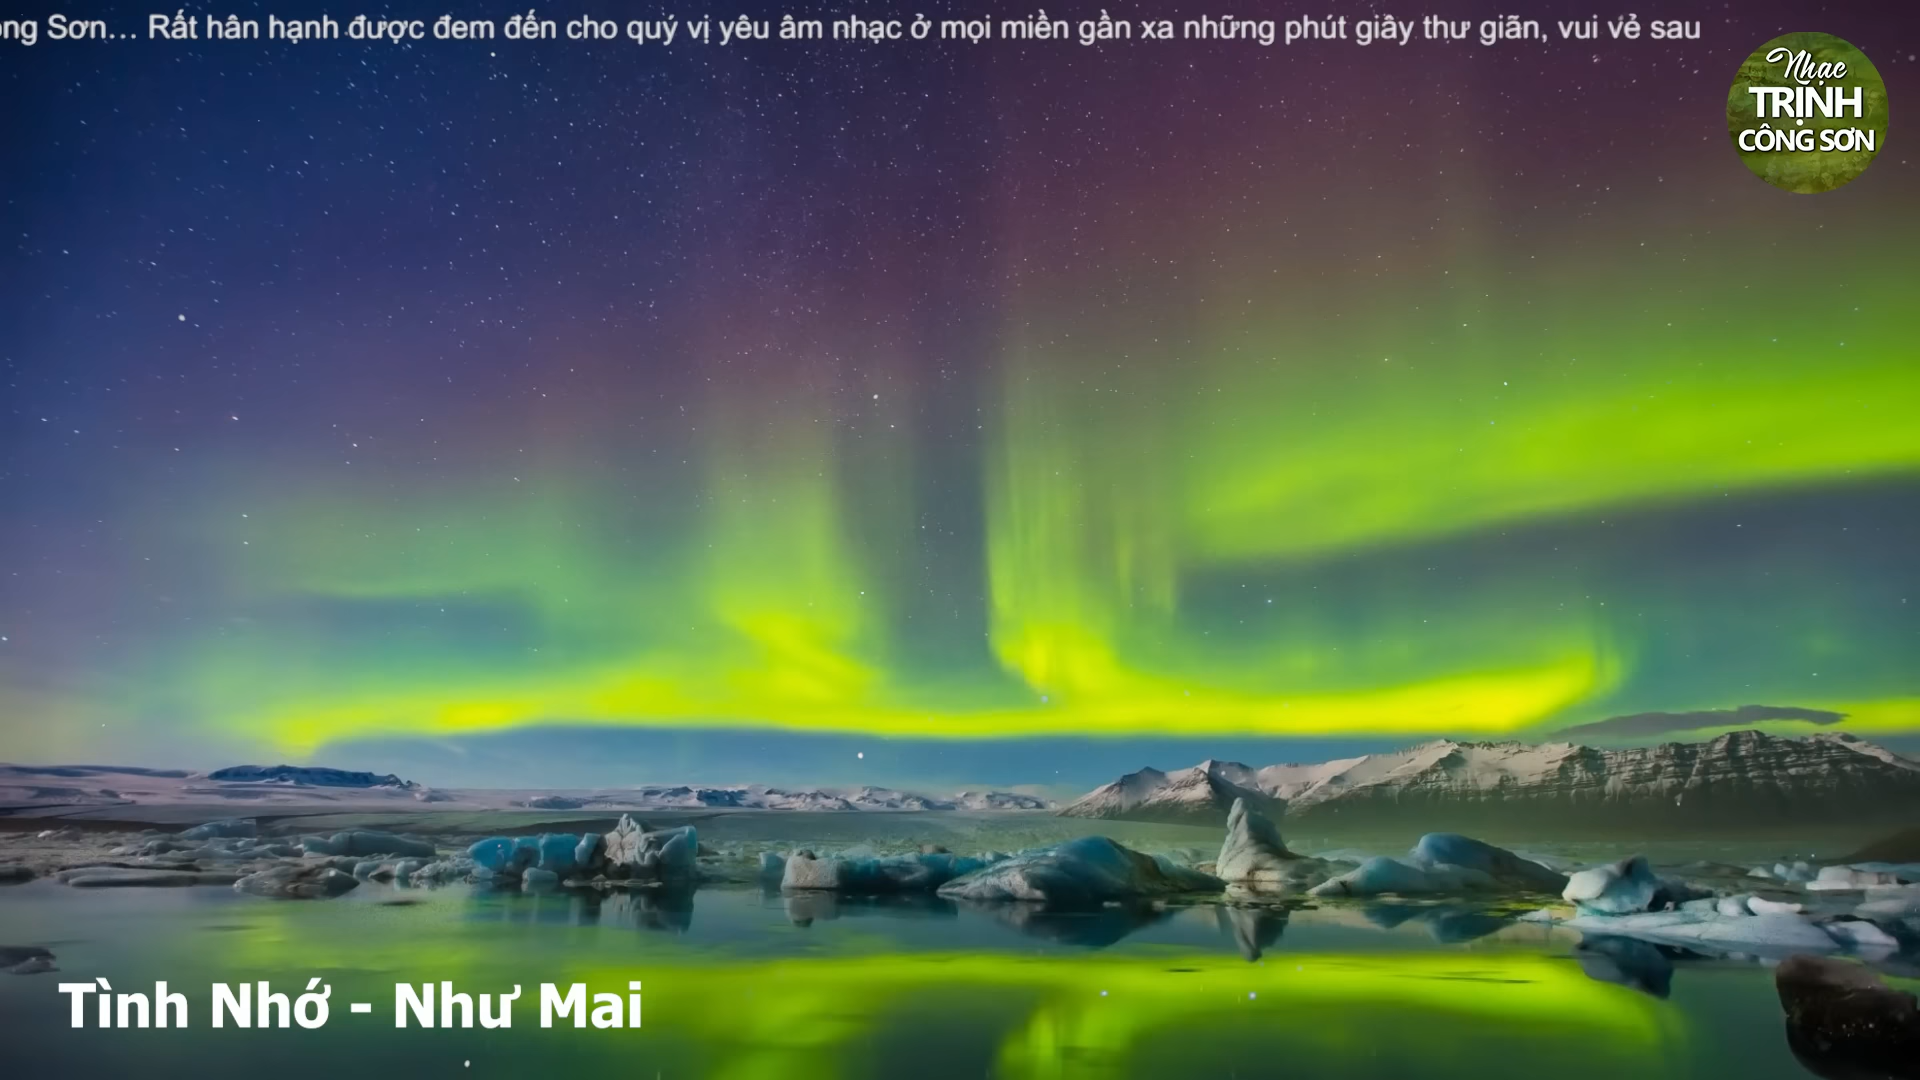 ong Sơn... Rất hân hạnh được đem đến cho quý vị yêu âm nhạc ở mọi miền gần xa những phút giây thư giãn, vui vẻ sau
Nhạc
TRỊNH
CÔNG SƠN
Tình Nhớ - Như Mai